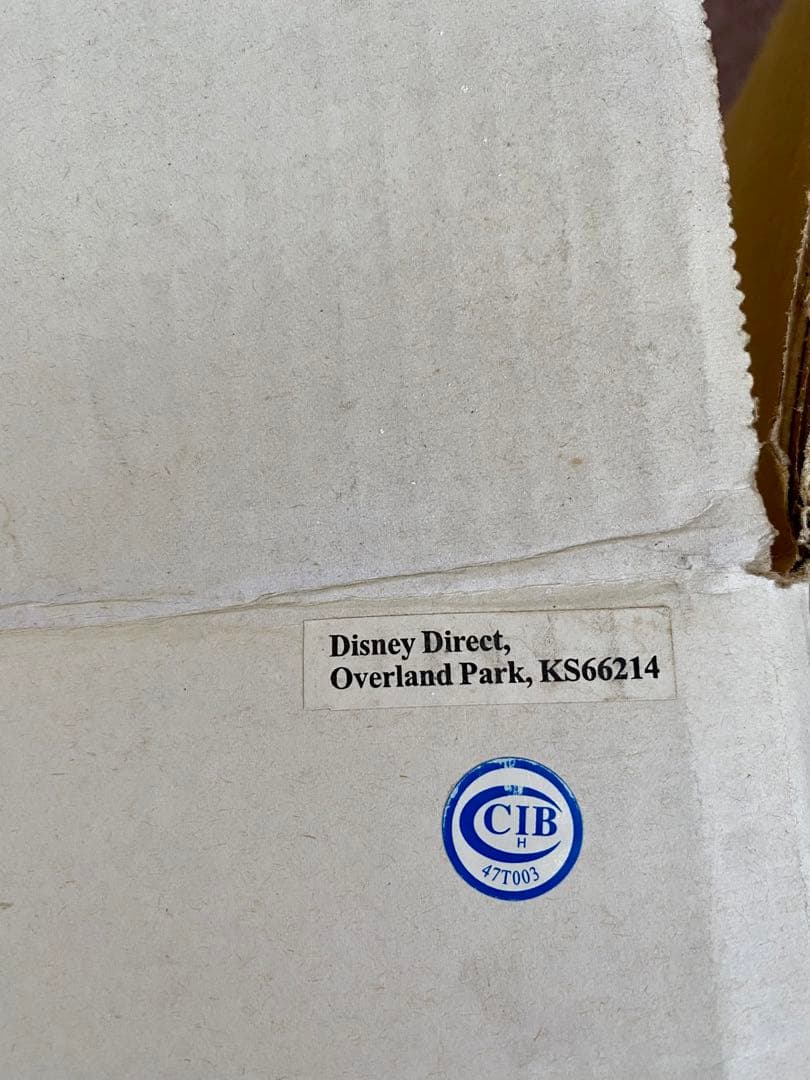 Disney Direct,
Overland Park, KS66214
CIB
H
47T003